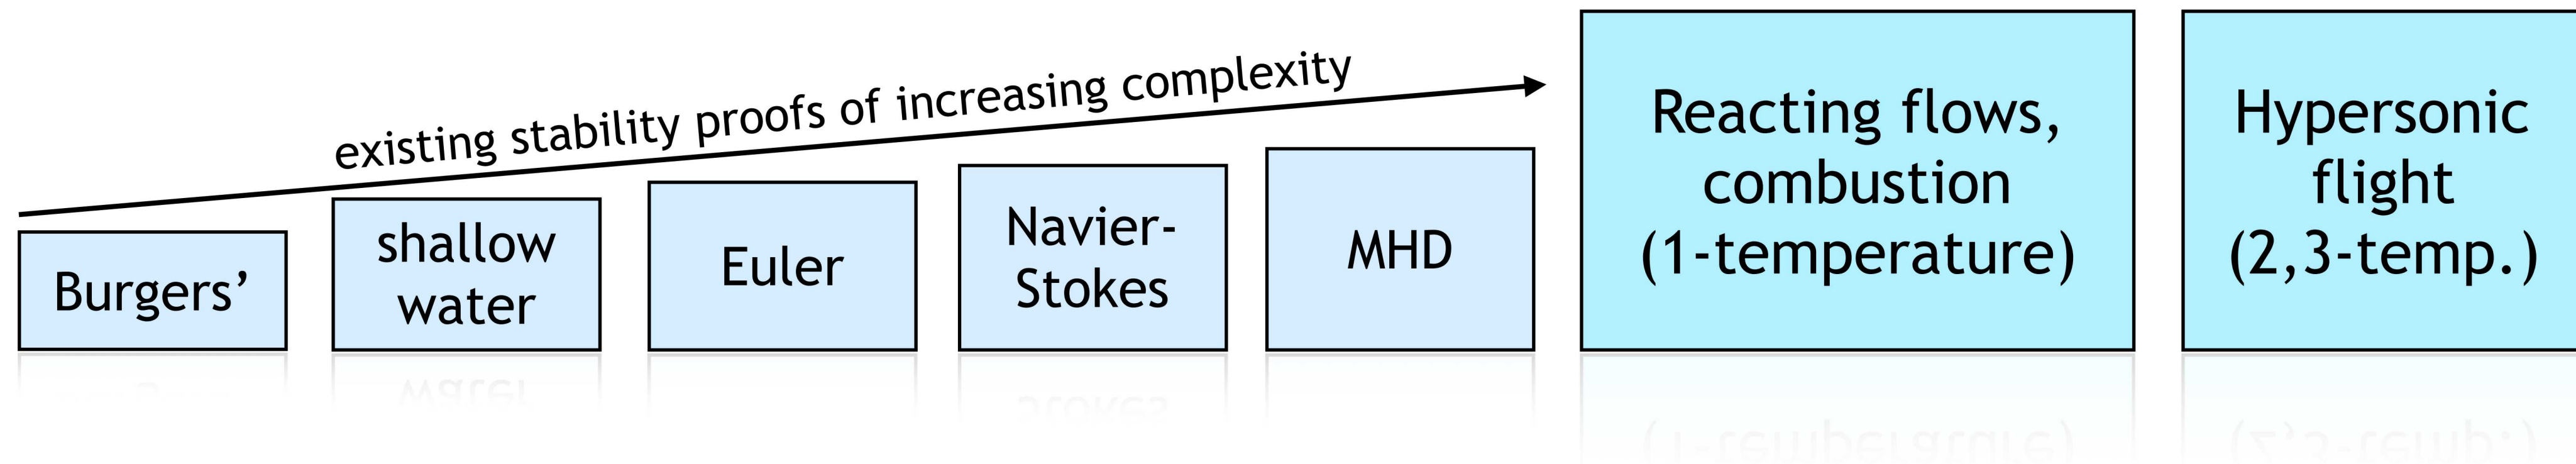 existing stability proofs of increasing complexity
Burgers’
shallow
water
Euler
Navier-
Stokes
MHD
Reacting flows,
combustion
(1-temperature)
Hypersonic
flight
(2,3-temp.)